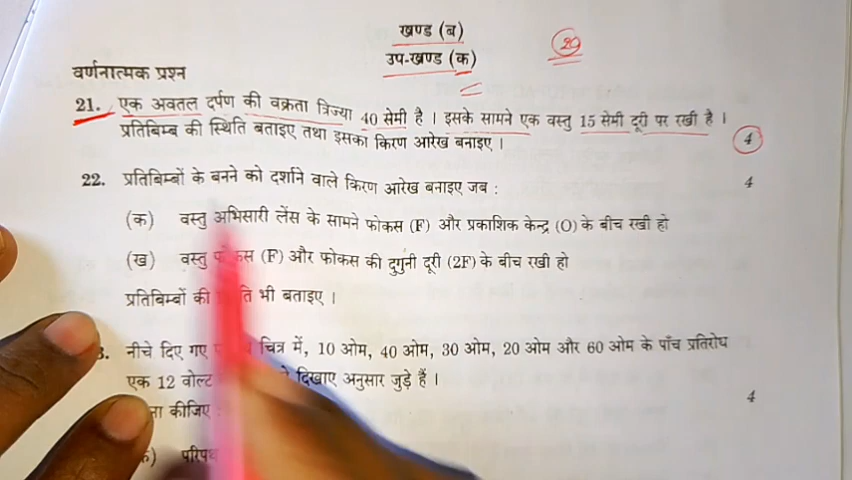 खण्ड (ब)
29
उप-खण्ड (क)
वर्णनात्मक प्रश्न
21. एक अवतल दर्पण की वक्रता त्रिज्या 40 सेमी है । इसके सामने एक वस्तु 15 सेमी दूरी पर रखी है ।
प्रतिबिम्ब की स्थिति बताइए तथा इसका किरण आरेख बनाइए । 4
22. प्रतिबिम्बों के बनने को दर्शाने वाले किरण आरेख बनाइए जब : 4
(क) वस्तु अभिसारी लेंस के सामने फोकस (F) और प्रकाशिक केन्द्र (O) के बीच रखी हो
(ख) वस्तु फोकस (F) और फोकस की दुगुनी दूरी (2F) के बीच रखी हो
प्रतिबिम्बों की स्थिति भी बताइए ।
3. नीचे दिए गए चित्र में, 10 ओम, 40 ओम, 30 ओम, 20 ओम और 60 ओम के पाँच प्रतिरोध
एक 12 वोल्ट दिखाए अनुसार जुड़े हैं ।
कीजिए 4